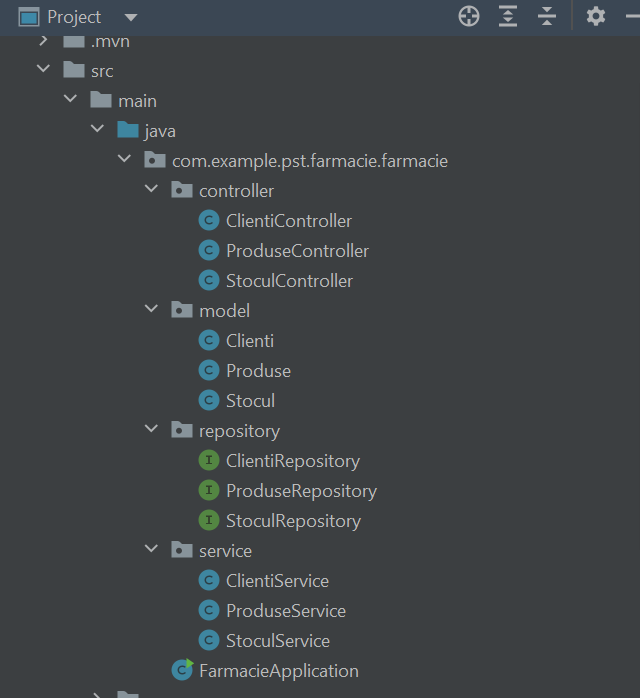 Project
.mvn
src
main
java
com.example.pst.farmacie.farmacie
controller
C ClientiController
C ProduseController
C StoculController
model
C Clienti
C Produse
C Stocul
repository
I ClientiRepository
I ProduseRepository
I StoculRepository
service
C ClientiService
C ProduseService
C StoculService
C FarmacieApplication